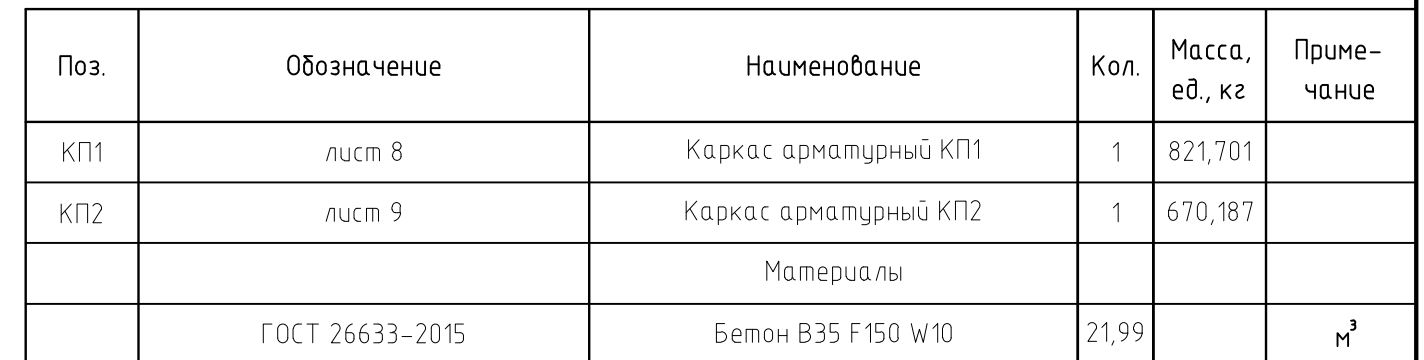 Поз. Обозначение Наименование Кол. Масса, ед., кг Приме-чание
КП1 лист 8 Каркас арматурный КП1 1 821,701
КП2 лист 9 Каркас арматурный КП2 1 670,187
Материалы
ГОСТ 26633-2015 Бетон В35 F150 W10 21,99 м³